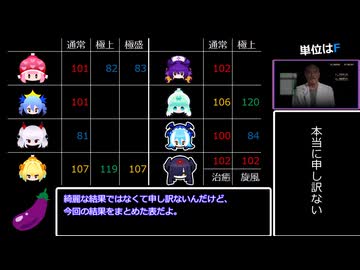 通常 極上 極盛 通常 極上
単位はF
101 82 83 102
101 106 120
81 100 84
107 119 107 102 102
治癒 旋風
本当に申し訳ない
綺麗な結果ではなくて申し訳ないんだけど、
今回の結果をまとめた表だよ。